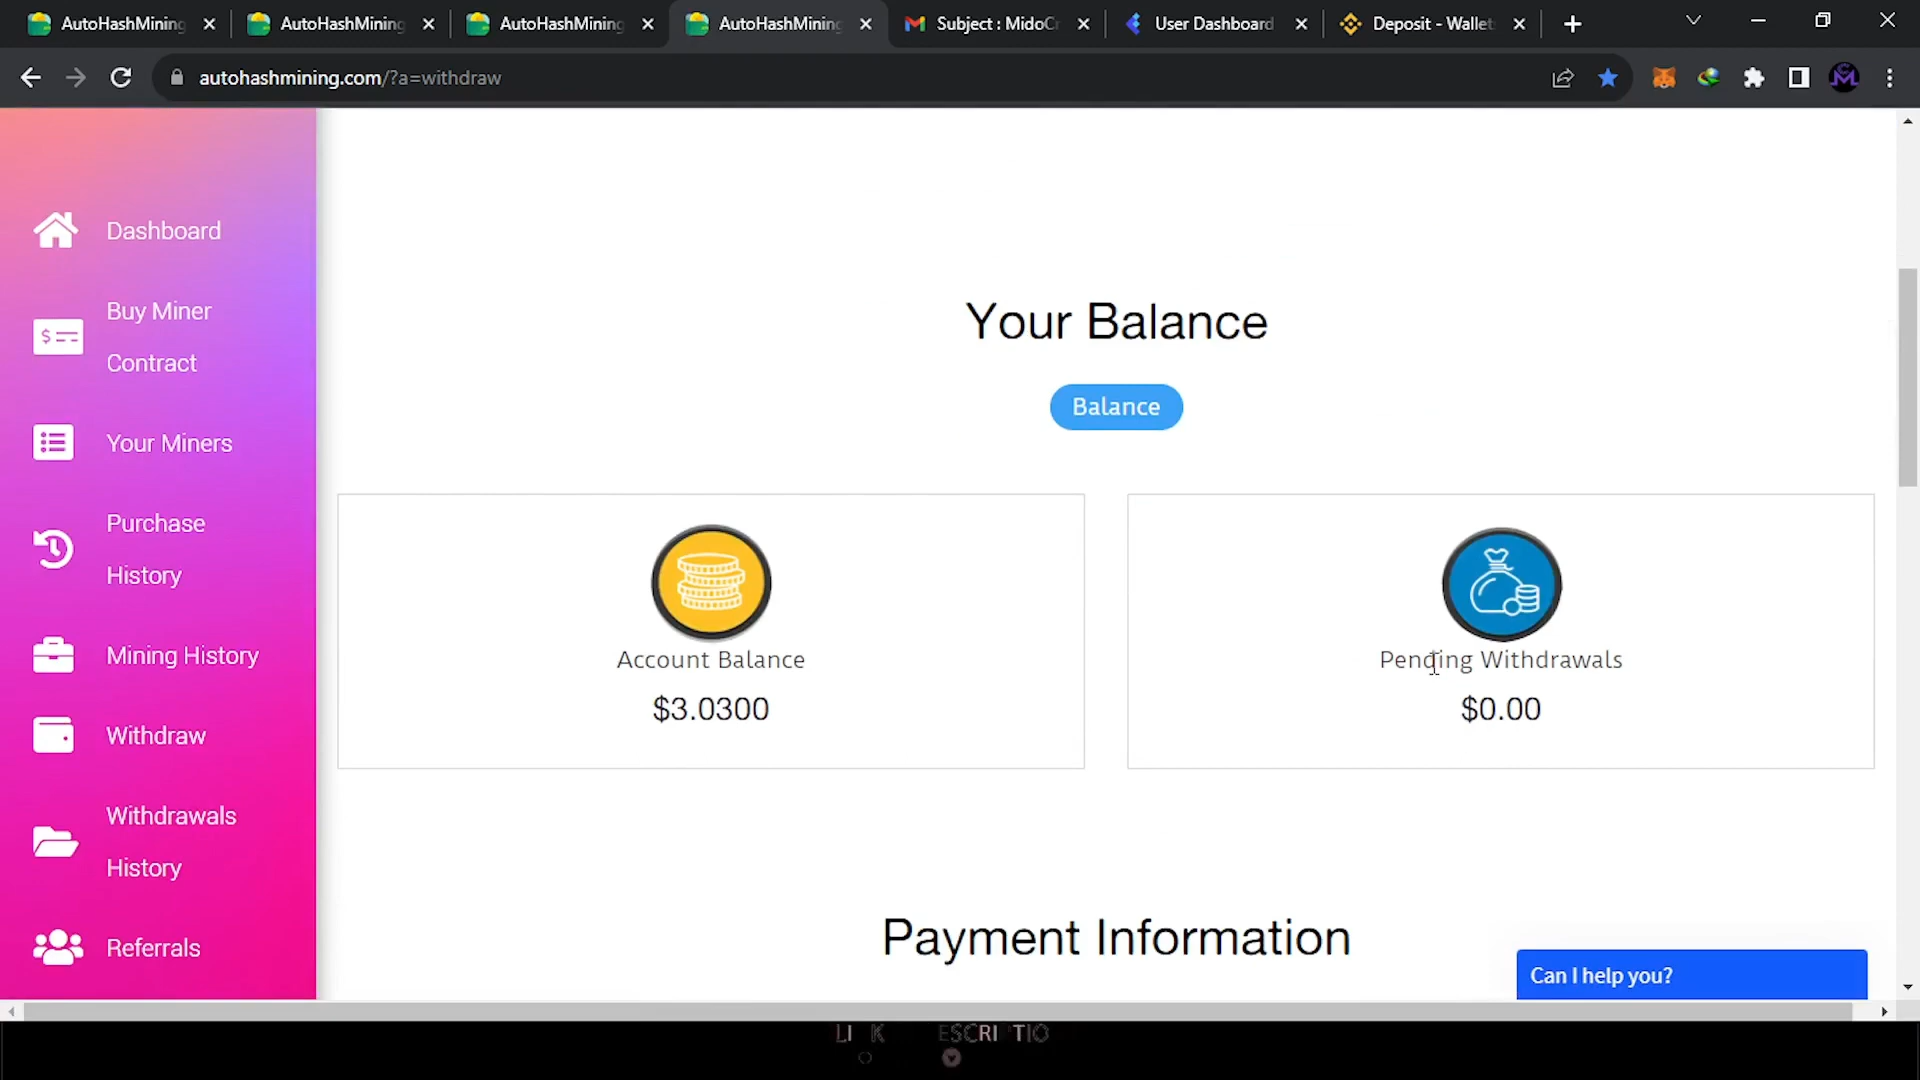 AutoHashMining
AutoHashMining
AutoHashMining
AutoHashMining
Subject : MidoCr
User Dashboard
Deposit - Wallet
autohashmining.com/?a=withdraw
Dashboard
Buy Miner
Contract
Your Miners
Purchase
History
Mining History
Withdraw
Withdrawals
History
Referrals
Your Balance
Balance
Account Balance
$3.0300
Pending Withdrawals
$0.00
Payment Information
Can I help you?